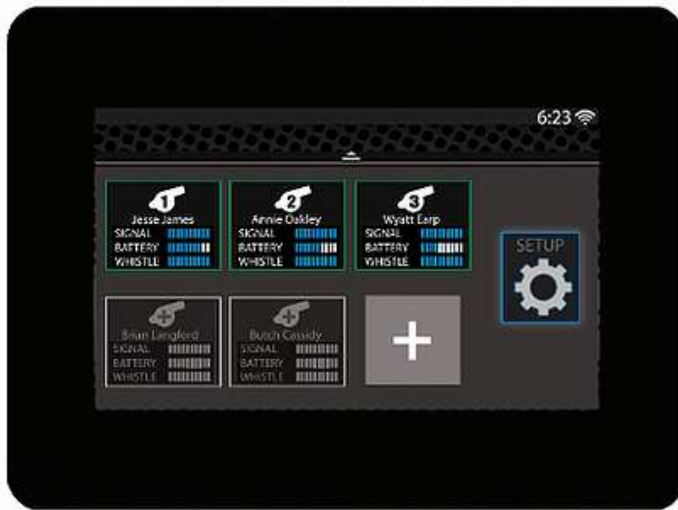 6:23
1
Jesse James
SIGNAL
BATTERY
WHISTLE
2
Annie Oakley
SIGNAL
BATTERY
WHISTLE
3
Wyatt Earp
SIGNAL
BATTERY
WHISTLE
SETUP
Brian Langford
SIGNAL
BATTERY
WHISTLE
Butch Cassidy
SIGNAL
BATTERY
WHISTLE